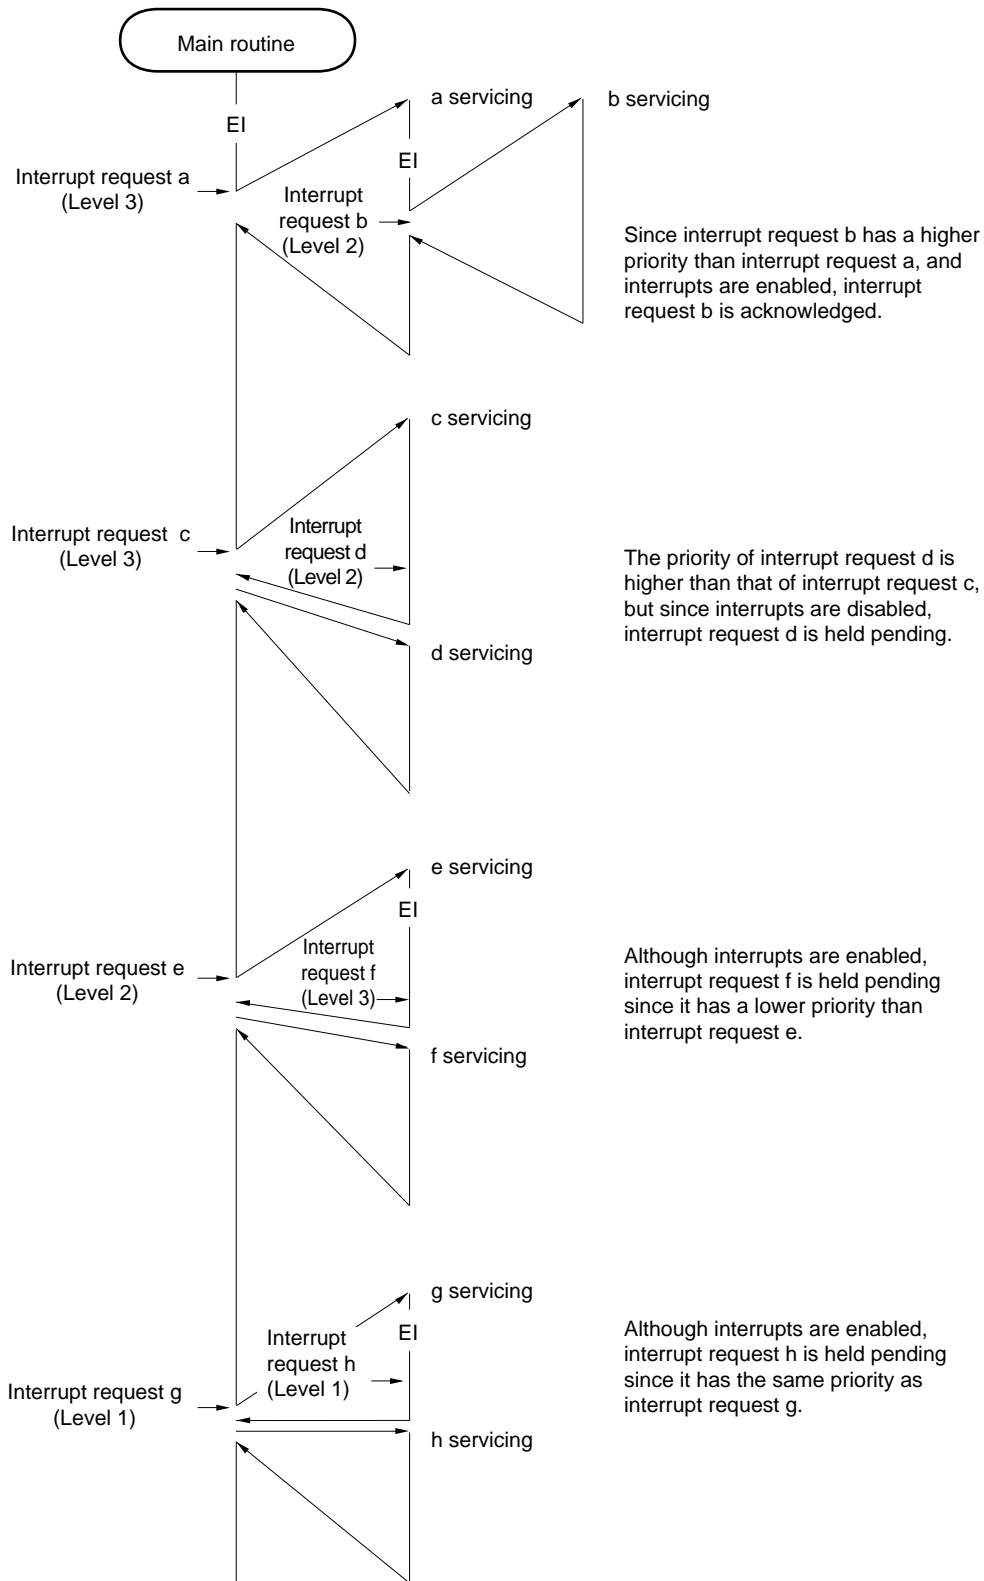 Main routine
EI
a servicing
b servicing
EI
Interrupt request a
(Level 3)
Interrupt
request b
(Level 2)
Since interrupt request b has a higher
priority than interrupt request a, and
interrupts are enabled, interrupt
request b is acknowledged.
c servicing
Interrupt request c
(Level 3)
Interrupt
request d
(Level 2)
The priority of interrupt request d is
higher than that of interrupt request c,
but since interrupts are disabled,
interrupt request d is held pending.
d servicing
e servicing
EI
Interrupt request e
(Level 2)
Interrupt
request f
(Level 3)
Although interrupts are enabled,
interrupt request f is held pending
since it has a lower priority than
interrupt request e.
f servicing
g servicing
EI
Interrupt request g
(Level 1)
Interrupt
request h
(Level 1)
Although interrupts are enabled,
interrupt request h is held pending
since it has the same priority as
interrupt request g.
h servicing